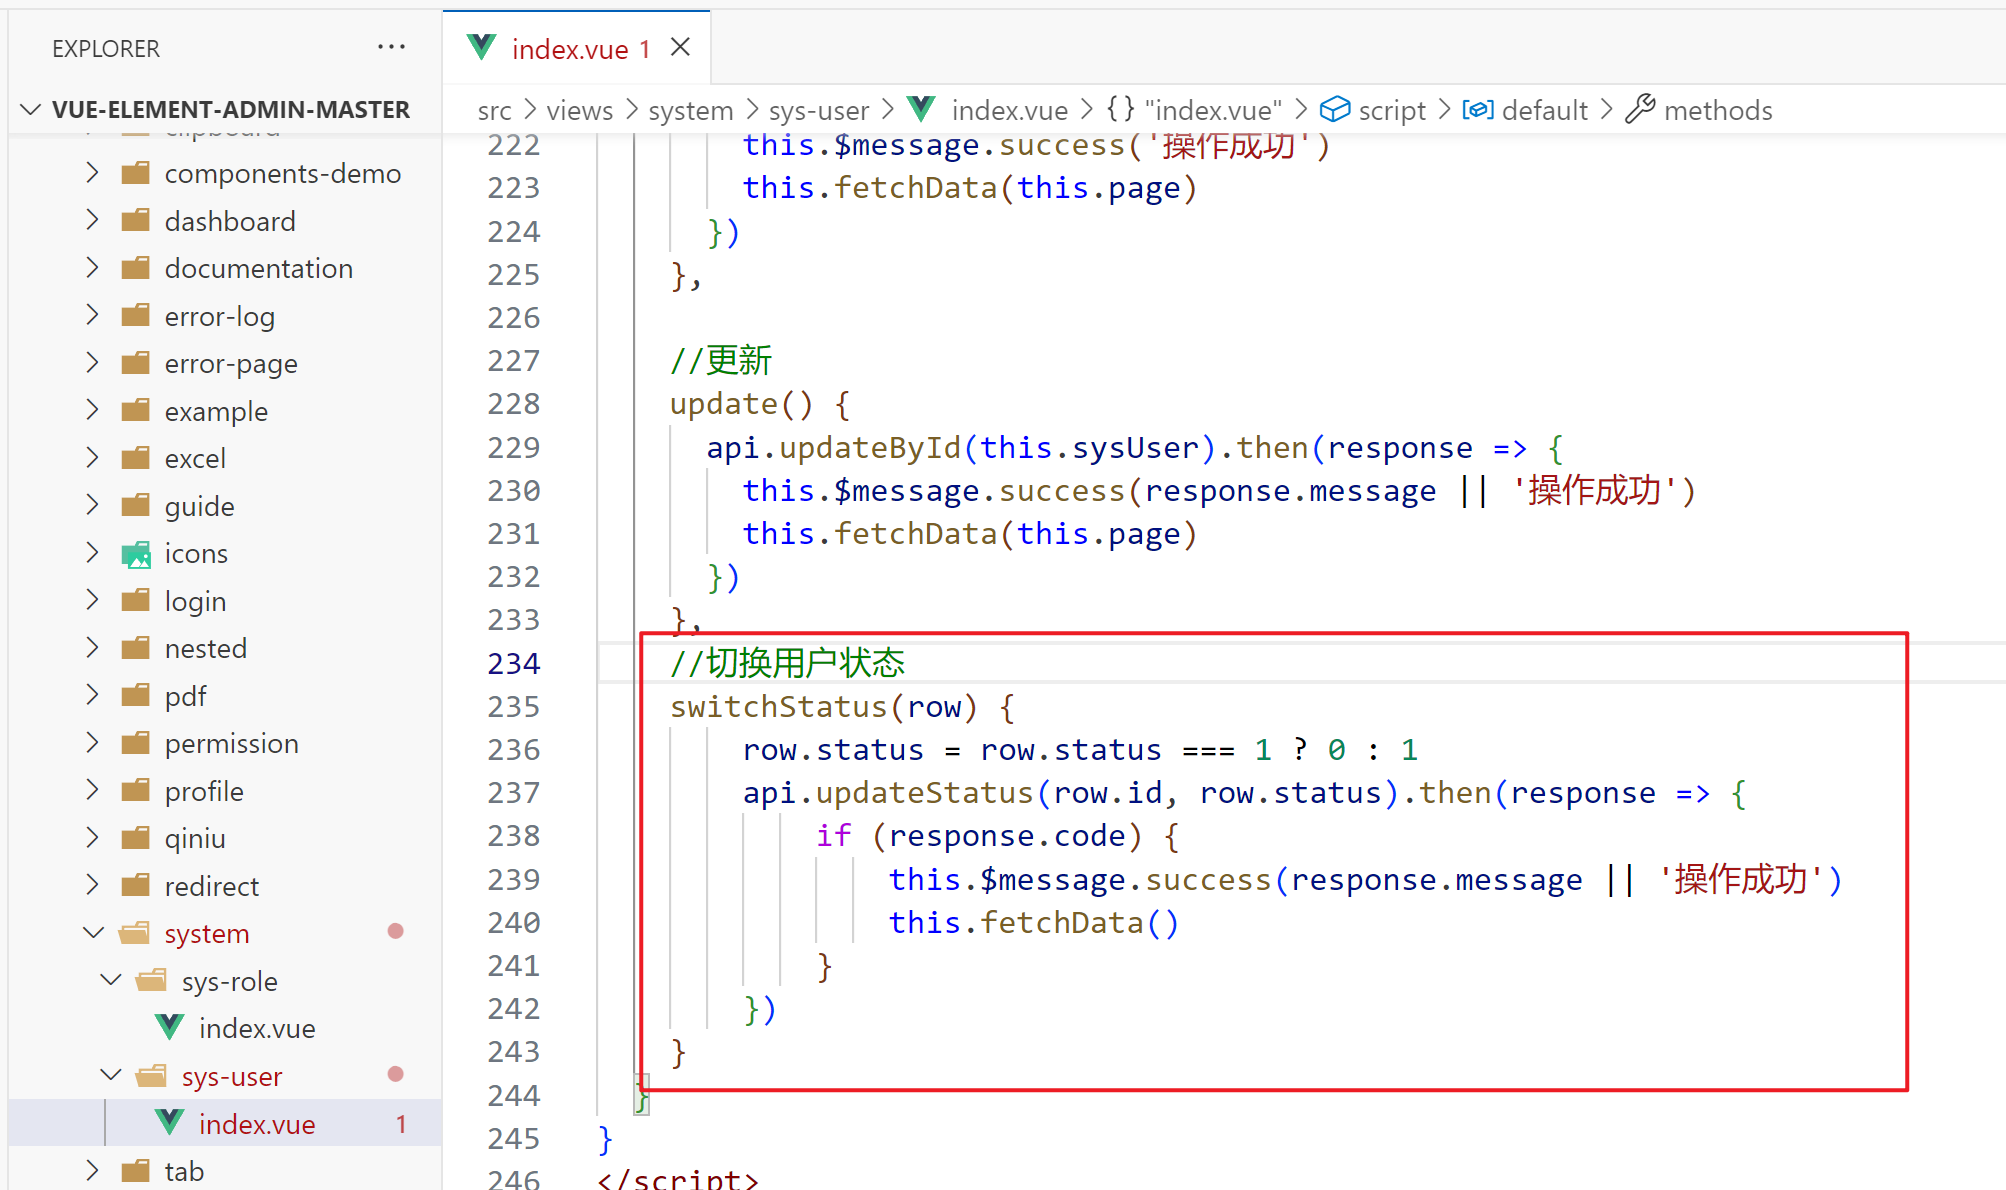 EXPLORER
···
VUE-ELEMENT-ADMIN-MASTER
clipboard
components-demo
dashboard
documentation
error-log
error-page
example
excel
guide
icons
login
nested
pdf
permission
profile
qiniu
redirect
system
sys-role
index.vue
sys-user
index.vue 1
tab
index.vue 1
src > views > system > sys-user > index.vue > {} "index.vue" > script > default > methods
222 this.$message.success('操作成功')
223 this.fetchData(this.page)
224 })
225 },
226
227 //更新
228 update() {
229 api.updateById(this.sysUser).then(response => {
230 this.$message.success(response.message || '操作成功')
231 this.fetchData(this.page)
232 })
233 },
234 //切换用户状态
235 switchStatus(row) {
236 row.status = row.status === 1 ? 0 : 1
237 api.updateStatus(row.id, row.status).then(response => {
238 if (response.code) {
239 this.$message.success(response.message || '操作成功')
240 this.fetchData()
241 }
242 })
243 }
244 }
245 }
246 </script>